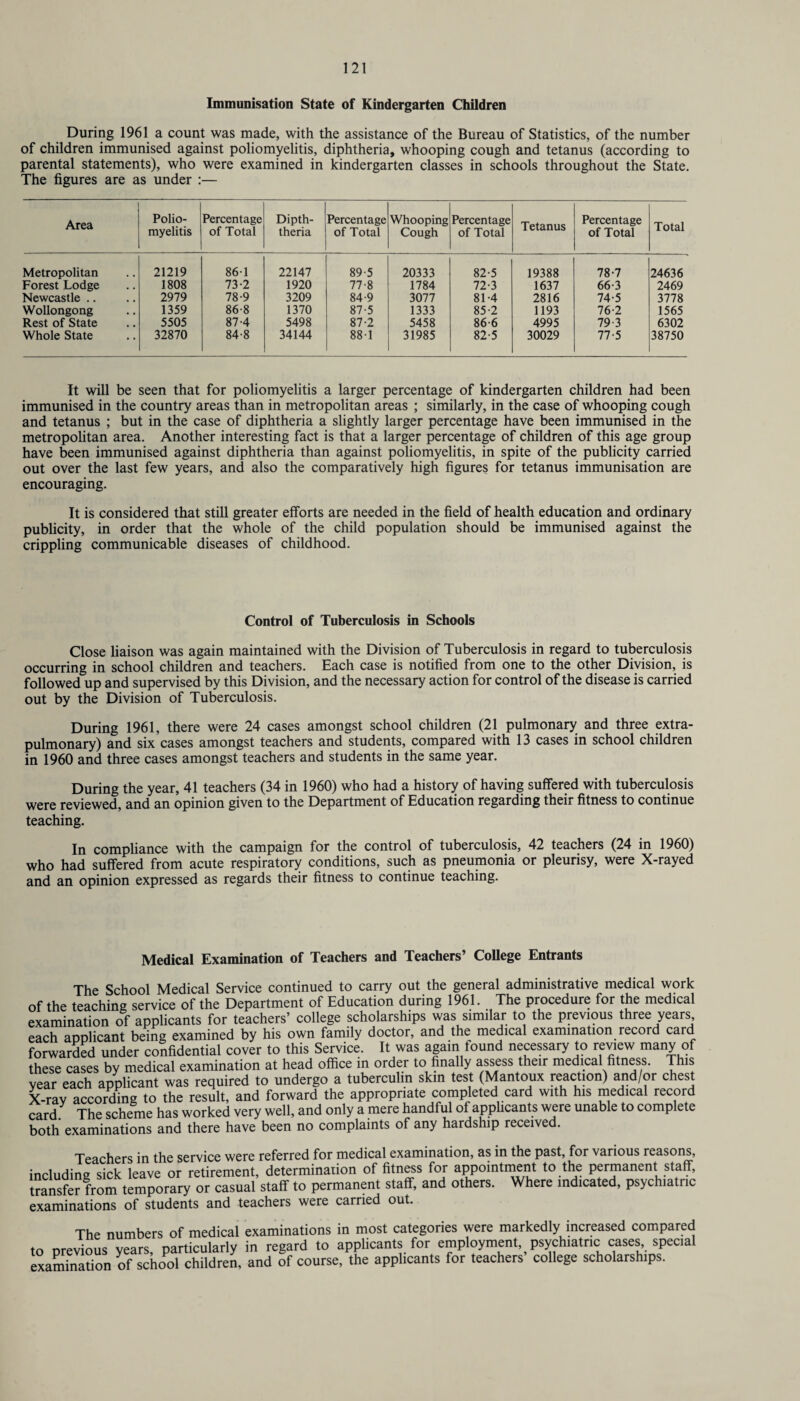 121
Immunisation State of Kindergarten Children
During 1961 a count was made, with the assistance of the Bureau of Statistics, of the number
of children immunised against poliomyelitis, diphtheria, whooping cough and tetanus (according to
parental statements), who were examined in kindergarten classes in schools throughout the State.
The figures are as under :—
Area | Polio-myelitis | Percentage of Total | Dipth-theria | Percentage of Total | Whooping Cough | Percentage of Total | Tetanus | Percentage of Total | Total
Metropolitan .. 21219 86·1 22147 89·5 20333 82·5 19388 78·7 24636
Forest Lodge .. 1808 73·2 1920 77·8 1784 72·3 1637 66·3 2469
Newcastle .. .. 2979 78·9 3209 84·9 3077 81·4 2816 74·5 3778
Wollongong .. 1359 86·8 1370 87·5 1333 85·2 1193 76·2 1565
Rest of State .. 5505 87·4 5498 87·2 5458 86·6 4995 79·3 6302
Whole State .. 32870 84·8 34144 88·1 31985 82·5 30029 77·5 38750
It will be seen that for poliomyelitis a larger percentage of kindergarten children had been
immunised in the country areas than in metropolitan areas ; similarly, in the case of whooping cough
and tetanus ; but in the case of diphtheria a slightly larger percentage have been immunised in the
metropolitan area. Another interesting fact is that a larger percentage of children of this age group
have been immunised against diphtheria than against poliomyelitis, in spite of the publicity carried
out over the last few years, and also the comparatively high figures for tetanus immunisation are
encouraging.
It is considered that still greater efforts are needed in the field of health education and ordinary
publicity, in order that the whole of the child population should be immunised against the
crippling communicable diseases of childhood.
Control of Tuberculosis in Schools
Close liaison was again maintained with the Division of Tuberculosis in regard to tuberculosis
occurring in school children and teachers. Each case is notified from one to the other Division, is
followed up and supervised by this Division, and the necessary action for control of the disease is carried
out by the Division of Tuberculosis.
During 1961, there were 24 cases amongst school children (21 pulmonary and three extra-
pulmonary) and six cases amongst teachers and students, compared with 13 cases in school children
in 1960 and three cases amongst teachers and students in the same year.
During the year, 41 teachers (34 in 1960) who had a history of having suffered with tuberculosis
were reviewed, and an opinion given to the Department of Education regarding their fitness to continue
teaching.
In compliance with the campaign for the control of tuberculosis, 42 teachers (24 in 1960)
who had suffered from acute respiratory conditions, such as pneumonia or pleurisy, were X-rayed
and an opinion expressed as regards their fitness to continue teaching.
Medical Examination of Teachers and Teachers' College Entrants
The School Medical Service continued to carry out the general administrative medical work
of the teaching service of the Department of Education during 1961. The procedure for the medical
examination of applicants for teachers' college scholarships was similar to the previous three years,
each applicant being examined by his own family doctor, and the medical examination record card
forwarded under confidential cover to this Service. It was again found necessary to review many of
these cases by medical examination at head office in order to finally assess their medical fitness. This
year each applicant was required to undergo a tuberculin skin test (Mantoux reaction) and/or chest
X-ray according to the result, and forward the appropriate completed card with his medical record
card. The scheme has worked very well, and only a mere handful of applicants were unable to complete
both examinations and there have been no complaints of any hardship received.
Teachers in the service were referred for medical examination, as in the past, for various reasons,
including sick leave or retirement, determination of fitness for appointment to the permanent staff,
transfer from temporary or casual staff to permanent staff, and others. Where indicated, psychiatric
examinations of students and teachers were carried out.
The numbers of medical examinations in most categories were markedly increased compared
to previous years, particularly in regard to applicants for employment, psychiatric cases, special
examination of school children, and of course, the applicants for teachers' college scholarships.